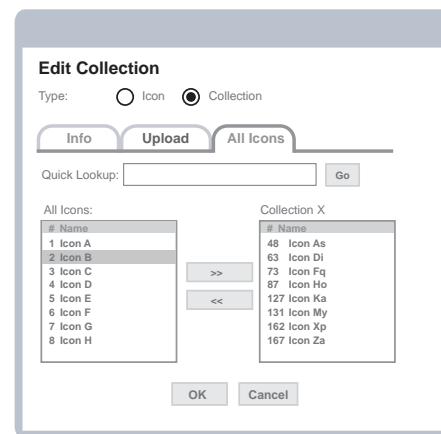 Edit Collection
Type: Icon Collection
Info Upload All Icons
Quick Lookup: Go
All Icons:
# Name
1 Icon A
2 Icon B
3 Icon C
4 Icon D
5 Icon E
6 Icon F
7 Icon G
8 Icon H
>>
<<
Collection X
# Name
48 Icon As
63 Icon Di
73 Icon Fq
87 Icon Ho
127 Icon Ka
131 Icon My
162 Icon Xp
167 Icon Za
OK Cancel